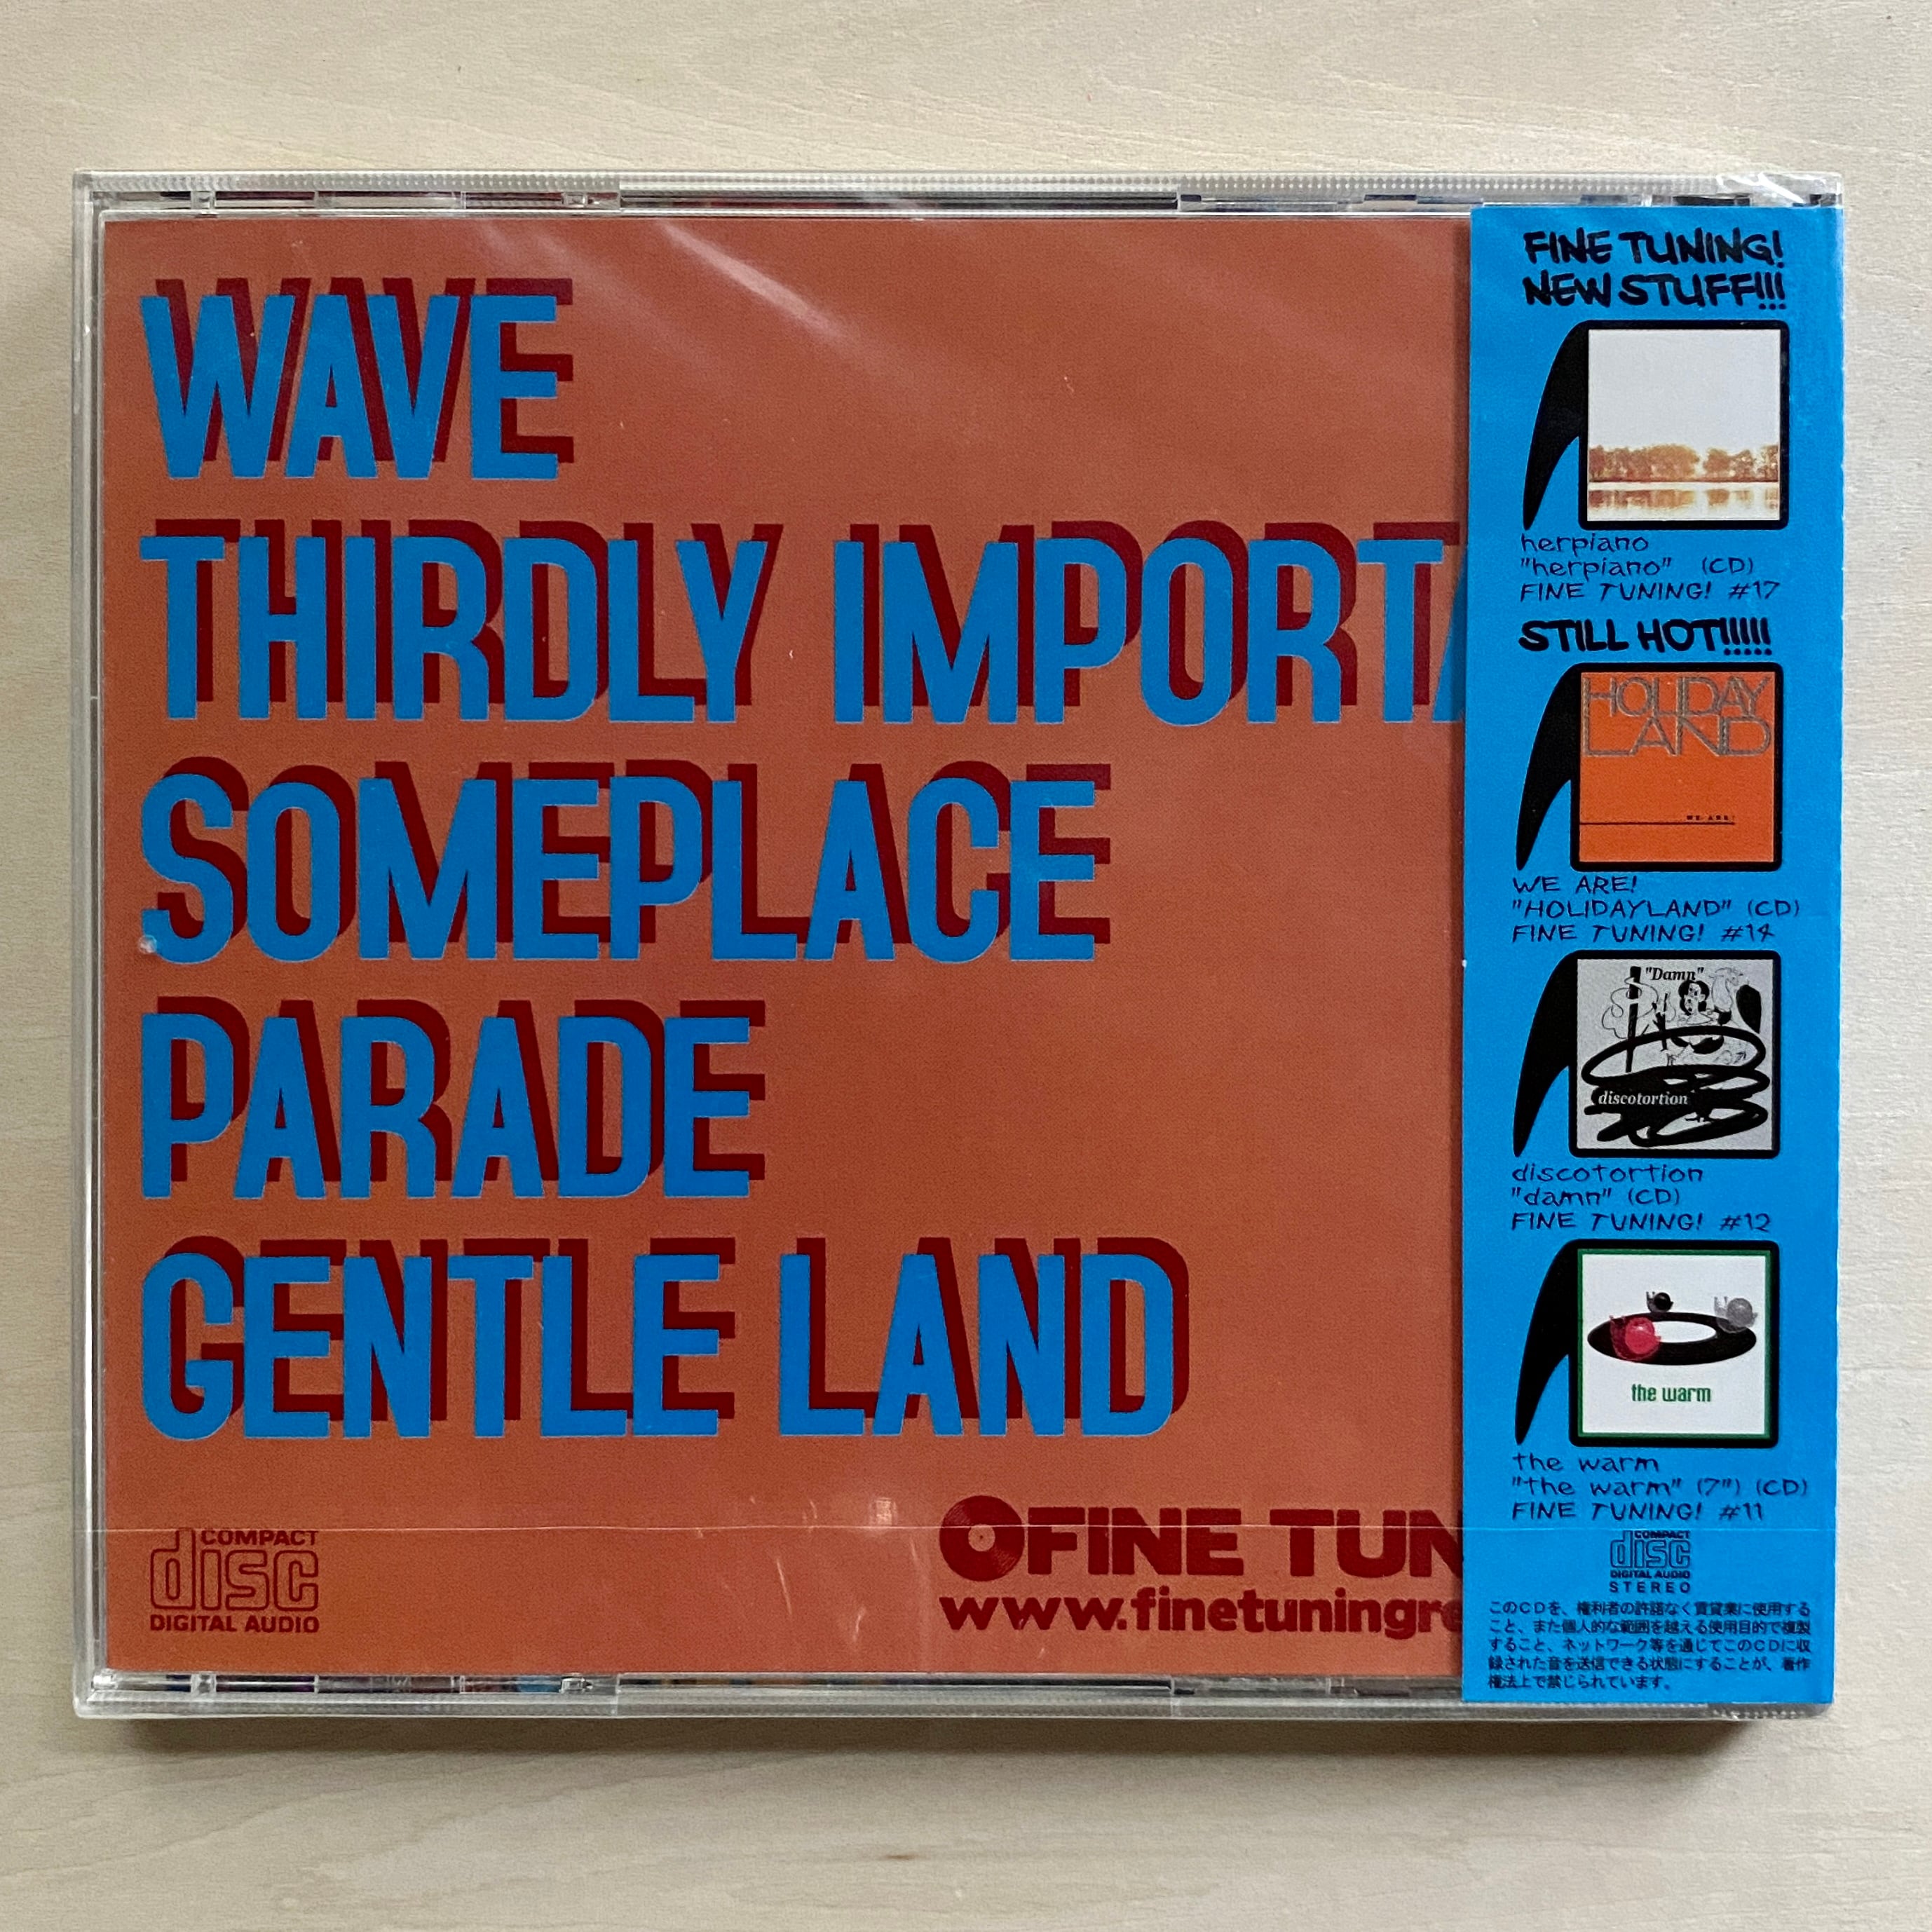 WAVE
THIRDLY IMPORTA
SOMEPLACE
PARADE
GENTLE LAND
COMPACT
disc
DIGITAL AUDIO
FINE TUN
www.finetuningre
FINE TUNING!
NEW STUFF!!!
herpiano
"herpiano" (CD)
FINE TUNING! #17
STILL HOT!!!!!
HOLIDAY
LAND
WE ARE!
WE ARE!
"HOLIDAYLAND" (CD)
FINE TUNING! #14
"Damn"
discotortion
discotortion
"damn" (CD)
FINE TUNING! #12
the warm
the warm
"the warm" (7") (CD)
FINE TUNING! #11
COMPACT
disc
DIGITAL AUDIO
STEREO
このCDを、権利者の許諾なく賃貸業に使用する
こと、また個人的な範囲を越える使用目的で複製
すること、ネットワーク等を通じてこのCDに収
録された音を送信できる状態にすることが、著作
権法上で禁じられています。